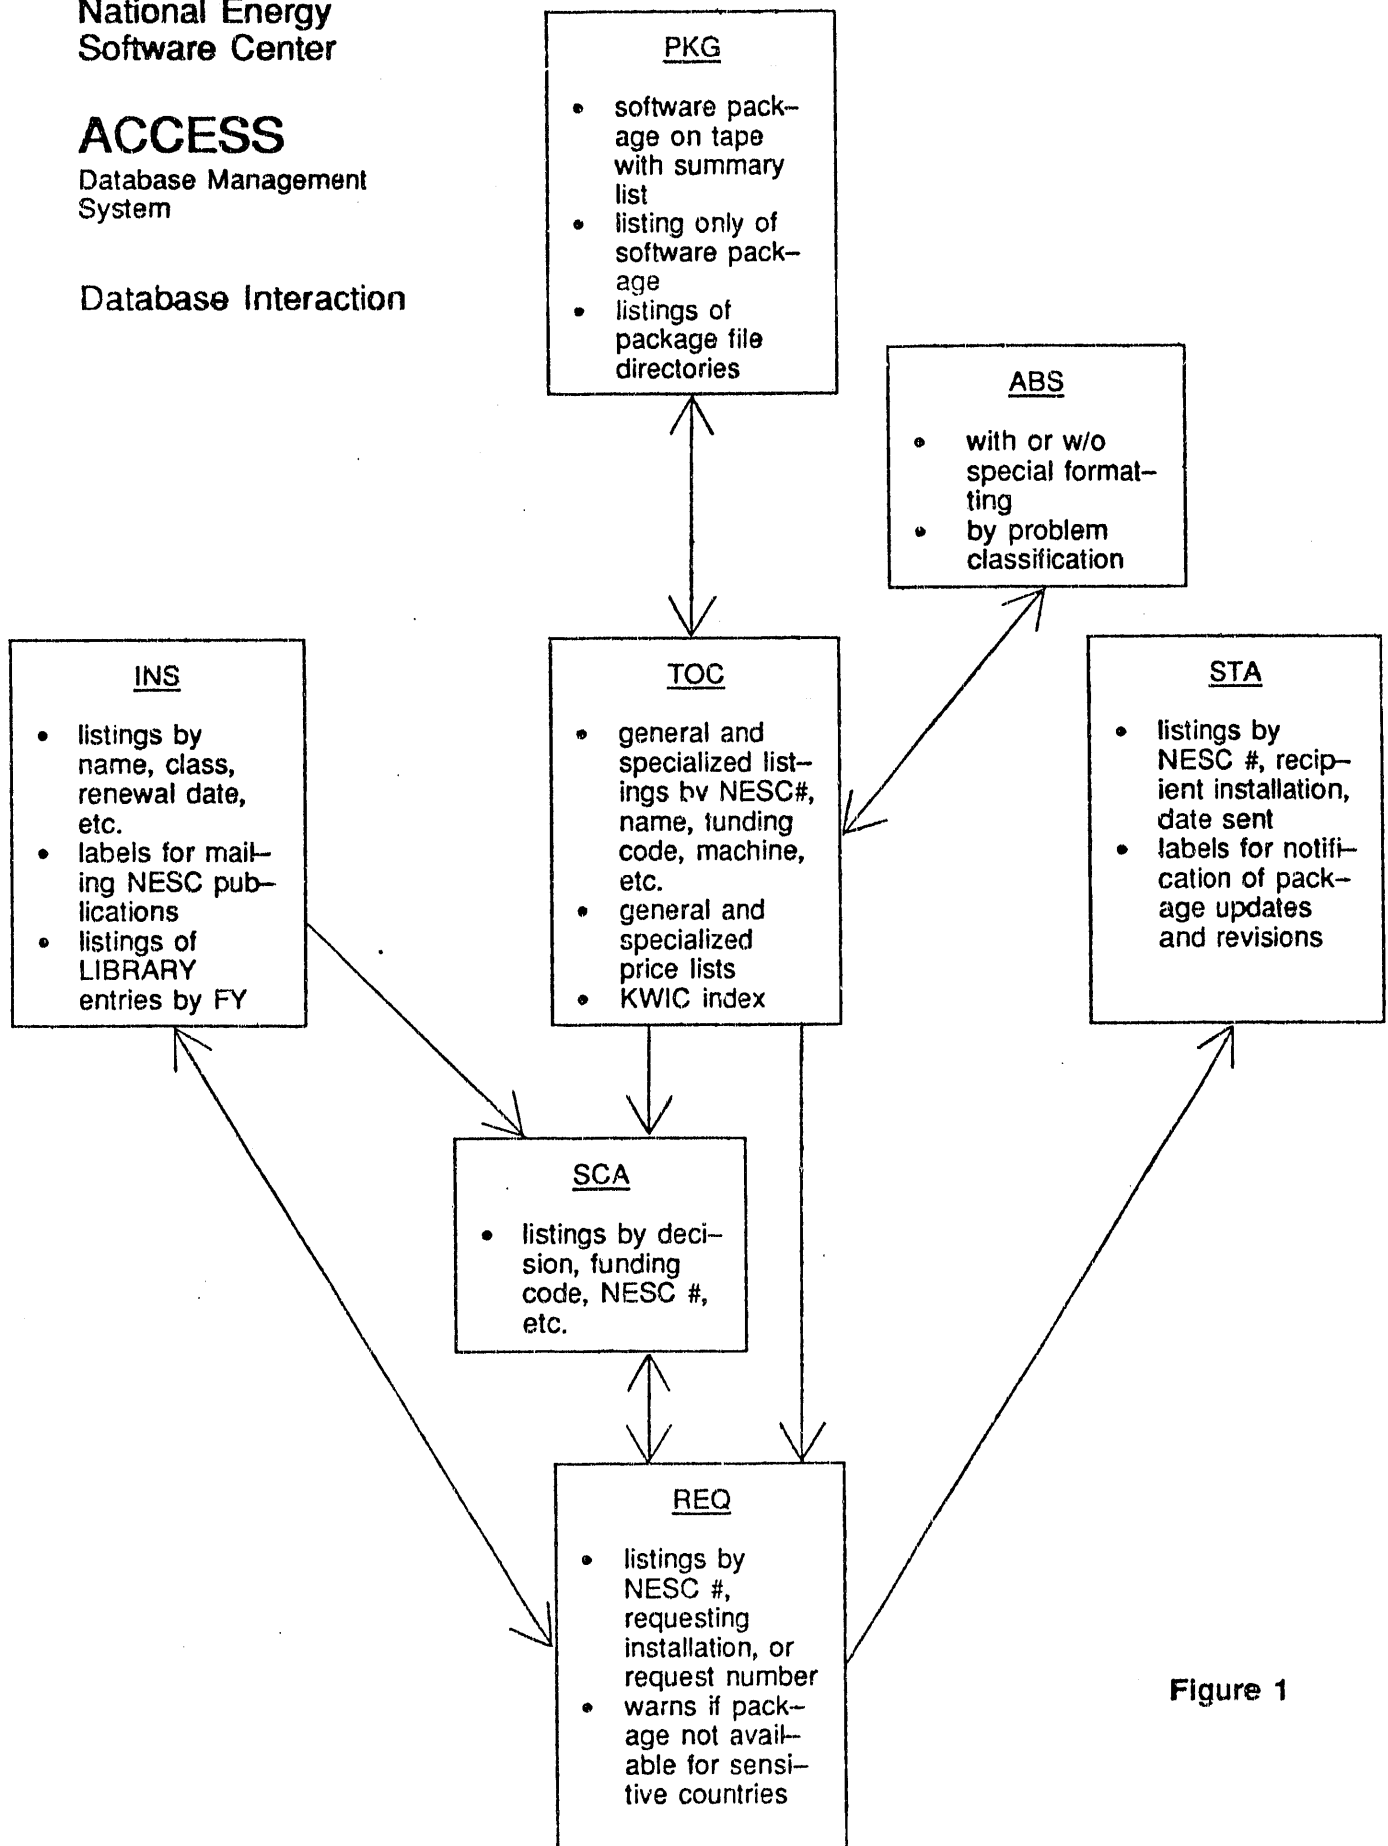 National Energy
Software Center
ACCESS
Database Management
System
Database Interaction
PKG
• software pack–
age on tape
with summary
list
• listing only of
software pack–
age
• listings of
package file
directories
ABS
• with or w/o
special format–
ting
• by problem
classification
INS
• listings by
name, class,
renewal date,
etc.
• labels for mail–
ing NESC pub–
lications
• listings of
LIBRARY
entries by FY
TOC
• general and
specialized list–
ings by NESC#,
name, funding
code, machine,
etc.
• general and
specialized
price lists
• KWIC index
STA
• listings by
NESC #, recip–
ient installation,
date sent
• labels for notifi–
cation of pack–
age updates
and revisions
SCA
• listings by deci–
sion, funding
code, NESC #,
etc.
REQ
• listings by
NESC #,
requesting
installation, or
request number
• warns if pack–
age not avail–
able for sensi–
tive countries
Figure 1